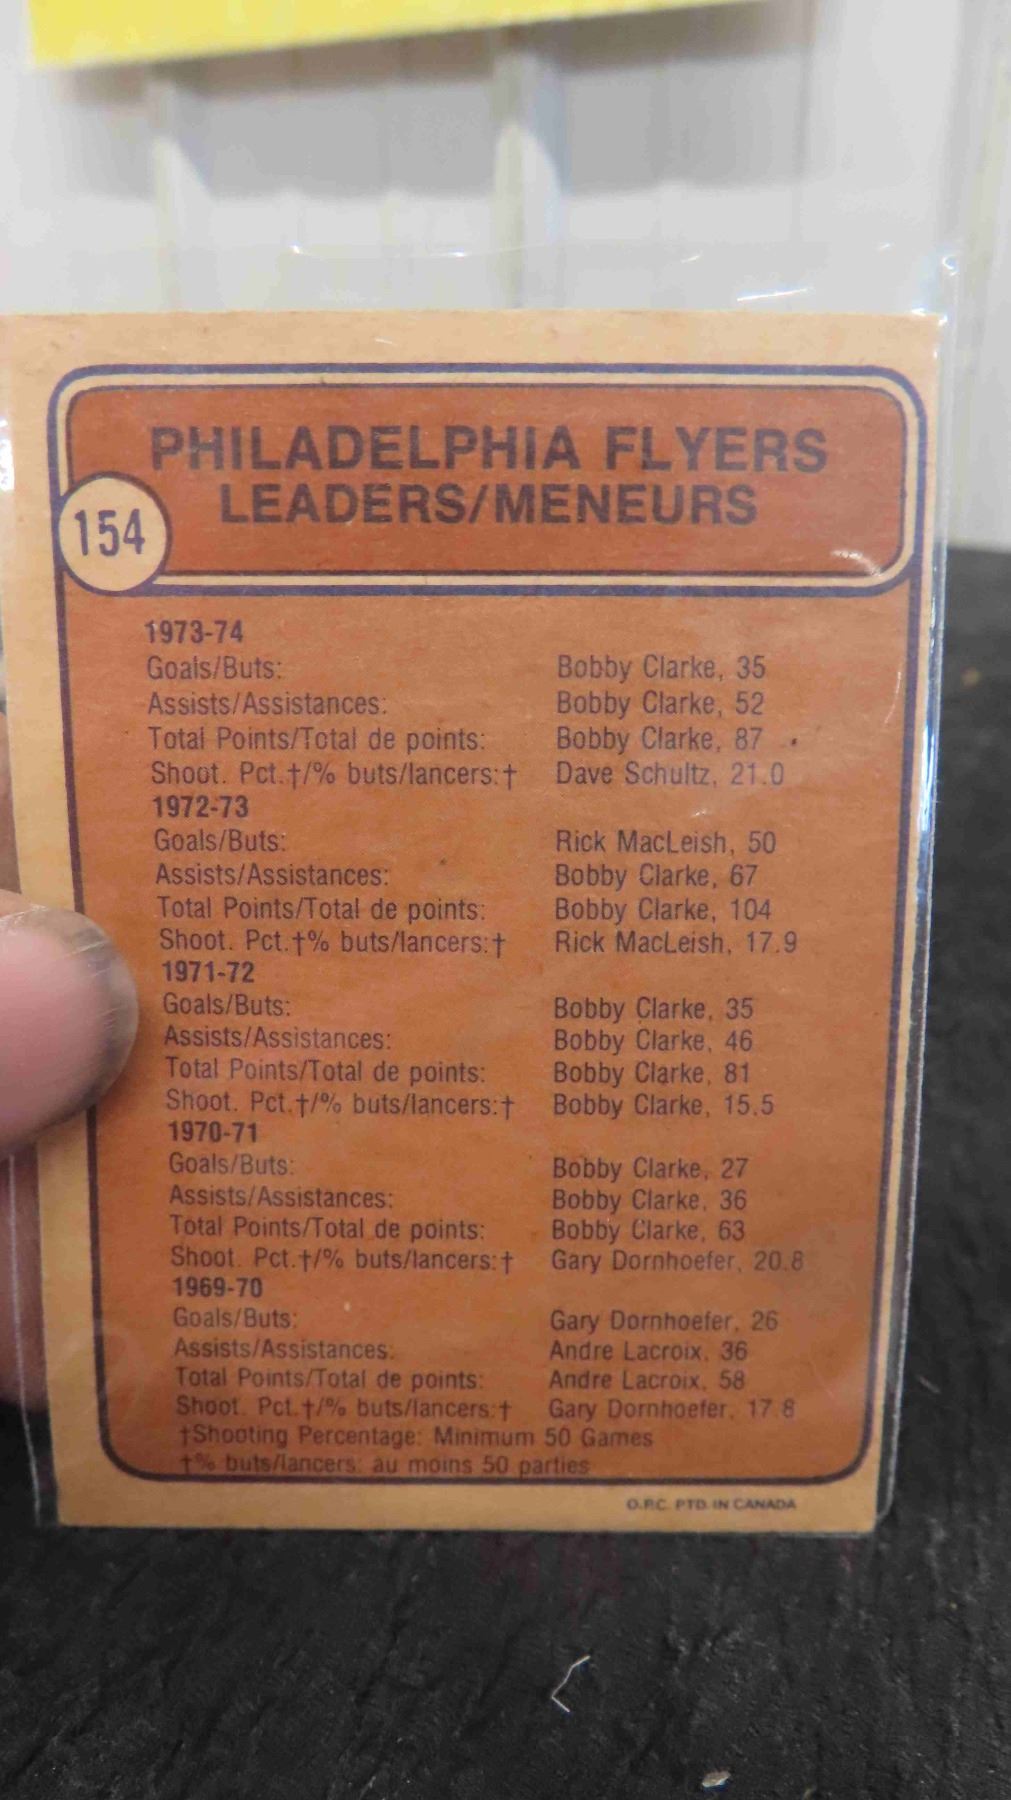 PHILADELPHIA FLYERS
LEADERS/MENEURS
154
1973-74
Goals/Buts: Bobby Clarke, 35
Assists/Assistances: Bobby Clarke, 52
Total Points/Total de points: Bobby Clarke, 87
Shoot. Pct.†/% buts/lancers:† Dave Schultz, 21.0
1972-73
Goals/Buts: Rick MacLeish, 50
Assists/Assistances: Bobby Clarke, 67
Total Points/Total de points: Bobby Clarke, 104
Shoot. Pct.†% buts/lancers:† Rick MacLeish, 17.9
1971-72
Goals/Buts: Bobby Clarke, 35
Assists/Assistances: Bobby Clarke, 46
Total Points/Total de points: Bobby Clarke, 81
Shoot. Pct.†/% buts/lancers:† Bobby Clarke, 15.5
1970-71
Goals/Buts: Bobby Clarke, 27
Assists/Assistances: Bobby Clarke, 36
Total Points/Total de points: Bobby Clarke, 63
Shoot. Pct.†/% buts/lancers:† Gary Dornhoefer, 20.8
1969-70
Goals/Buts: Gary Dornhoefer, 26
Assists/Assistances: Andre Lacroix, 36
Total Points/Total de points: Andre Lacroix, 58
Shoot. Pct.†/% buts/lancers:† Gary Dornhoefer, 17.8
†Shooting Percentage: Minimum 50 Games
†% buts/lancers: au moins 50 parties
O.P.C. PTD. IN CANADA